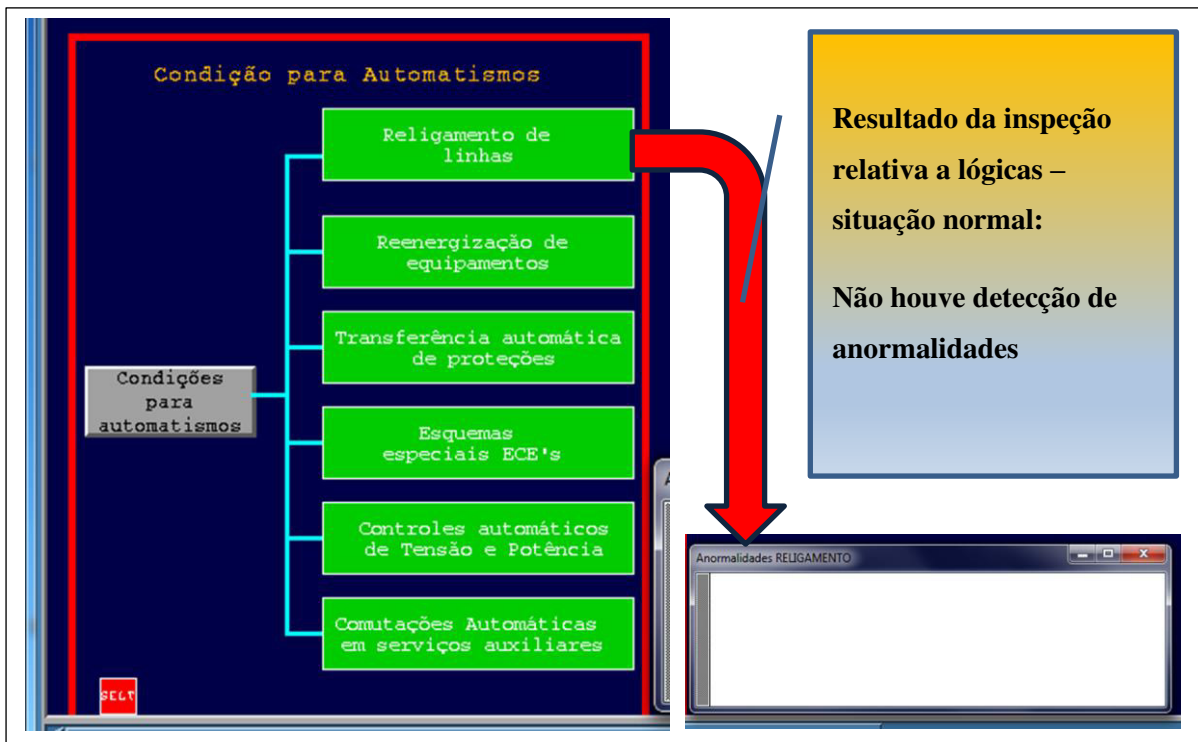 Condição para Automatismos
Religamento de
linhas
Reenergização de
equipamentos
Transferência automática
de proteções
Condições
para
automatismos
Esquemas
especiais ECE's
Controles automáticos
de Tensão e Potência
Comutações Automáticas
em serviços auxiliares
Resultado da inspeção
relativa a lógicas –
situação normal:
Não houve detecção de
anormalidades
Anormalidades RELIGAMENTO